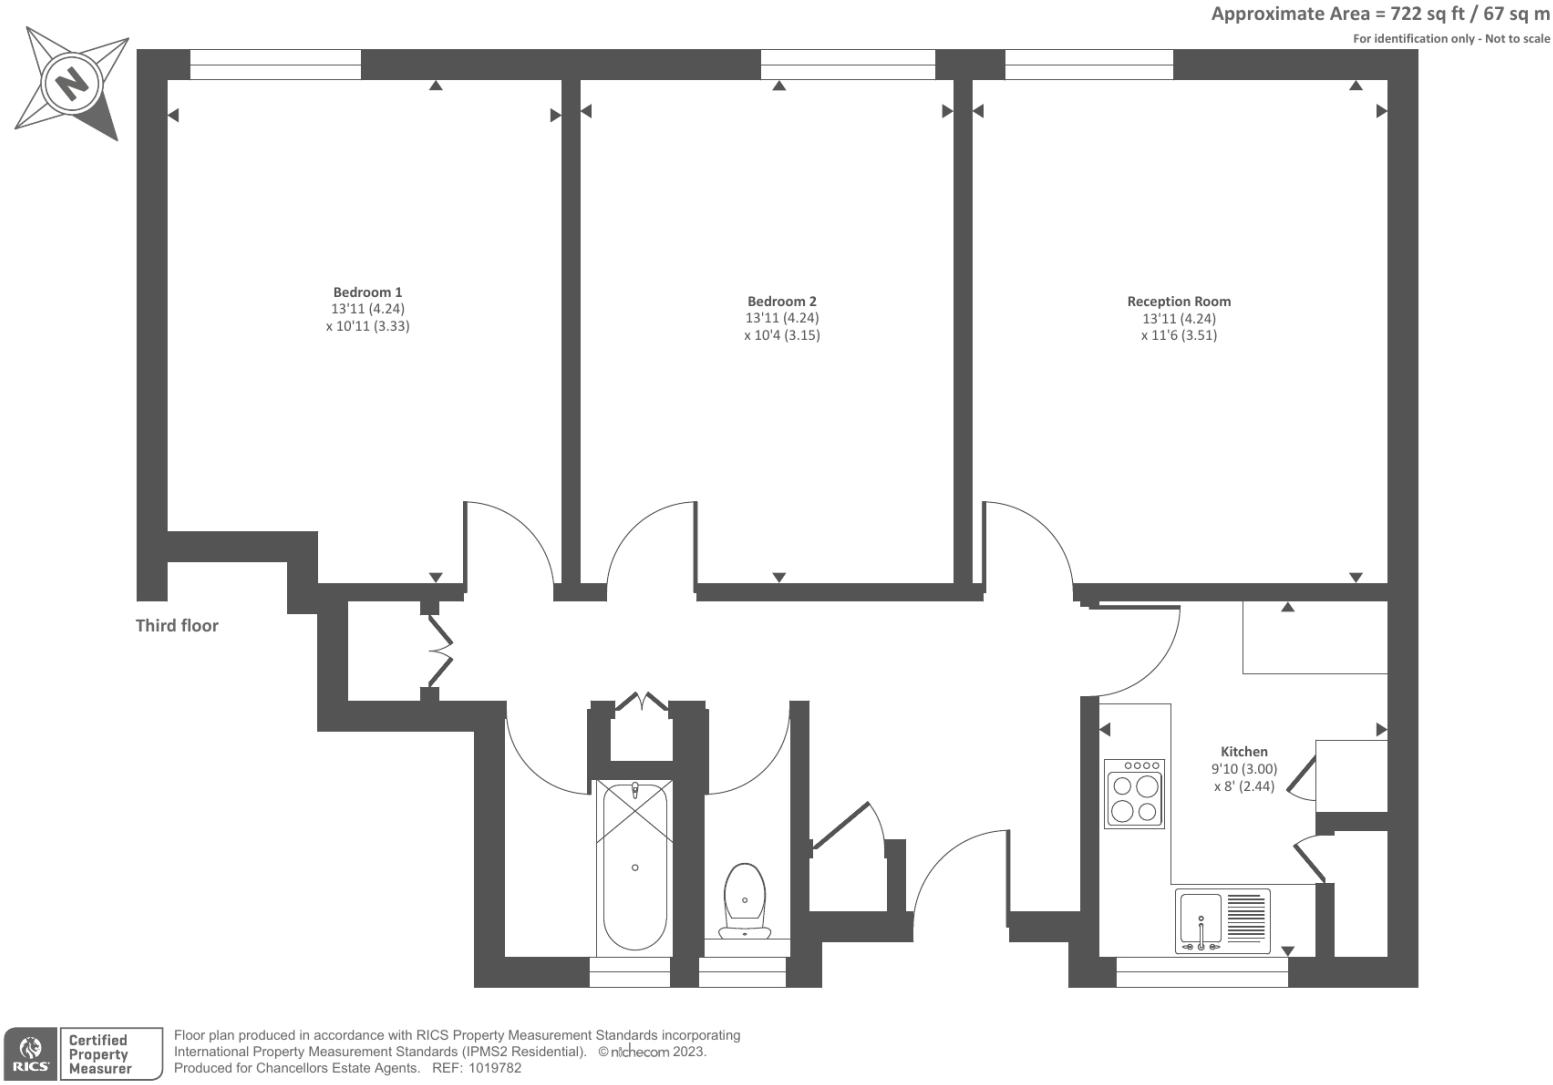 Approximate Area = 722 sq ft / 67 sq m
For identification only - Not to scale
N
Bedroom 1
13'11 (4.24)
x 10'11 (3.33)
Bedroom 2
13'11 (4.24)
x 10'4 (3.15)
Reception Room
13'11 (4.24)
x 11'6 (3.51)
Third floor
Kitchen
9'10 (3.00)
x 8' (2.44)
RICS
Certified
Property
Measurer
Floor plan produced in accordance with RICS Property Measurement Standards incorporating
International Property Measurement Standards (IPMS2 Residential). © nichecom 2023.
Produced for Chancellors Estate Agents. REF: 1019782